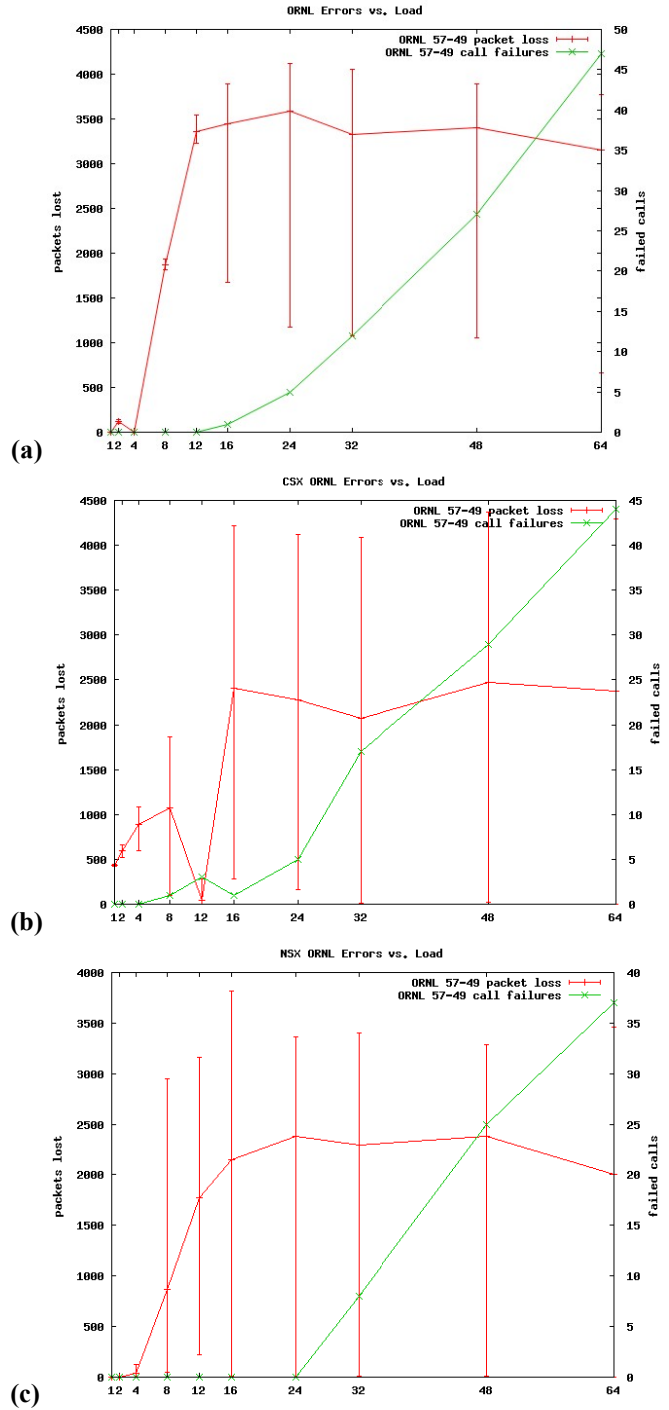 ORNL Errors vs. Load
4500
4000
3500
3000
2500
2000
1500
1000
500
0
packets lost
ORNL 57-49 packet loss
ORNL 57-49 call failures
50
45
40
35
30
25
20
15
10
5
0
failed calls
1 2 4 8 12 16 24 32 48 64
(a)
CSX ORNL Errors vs. Load
4500
4000
3500
3000
2500
2000
1500
1000
500
0
packets lost
ORNL 57-49 packet loss
ORNL 57-49 call failures
45
40
35
30
25
20
15
10
5
0
failed calls
1 2 4 8 12 16 24 32 48 64
(b)
NSX ORNL Errors vs. Load
4000
3500
3000
2500
2000
1500
1000
500
0
packets lost
ORNL 57-49 packet loss
ORNL 57-49 call failures
40
35
30
25
20
15
10
5
0
failed calls
1 2 4 8 12 16 24 32 48 64
(c)